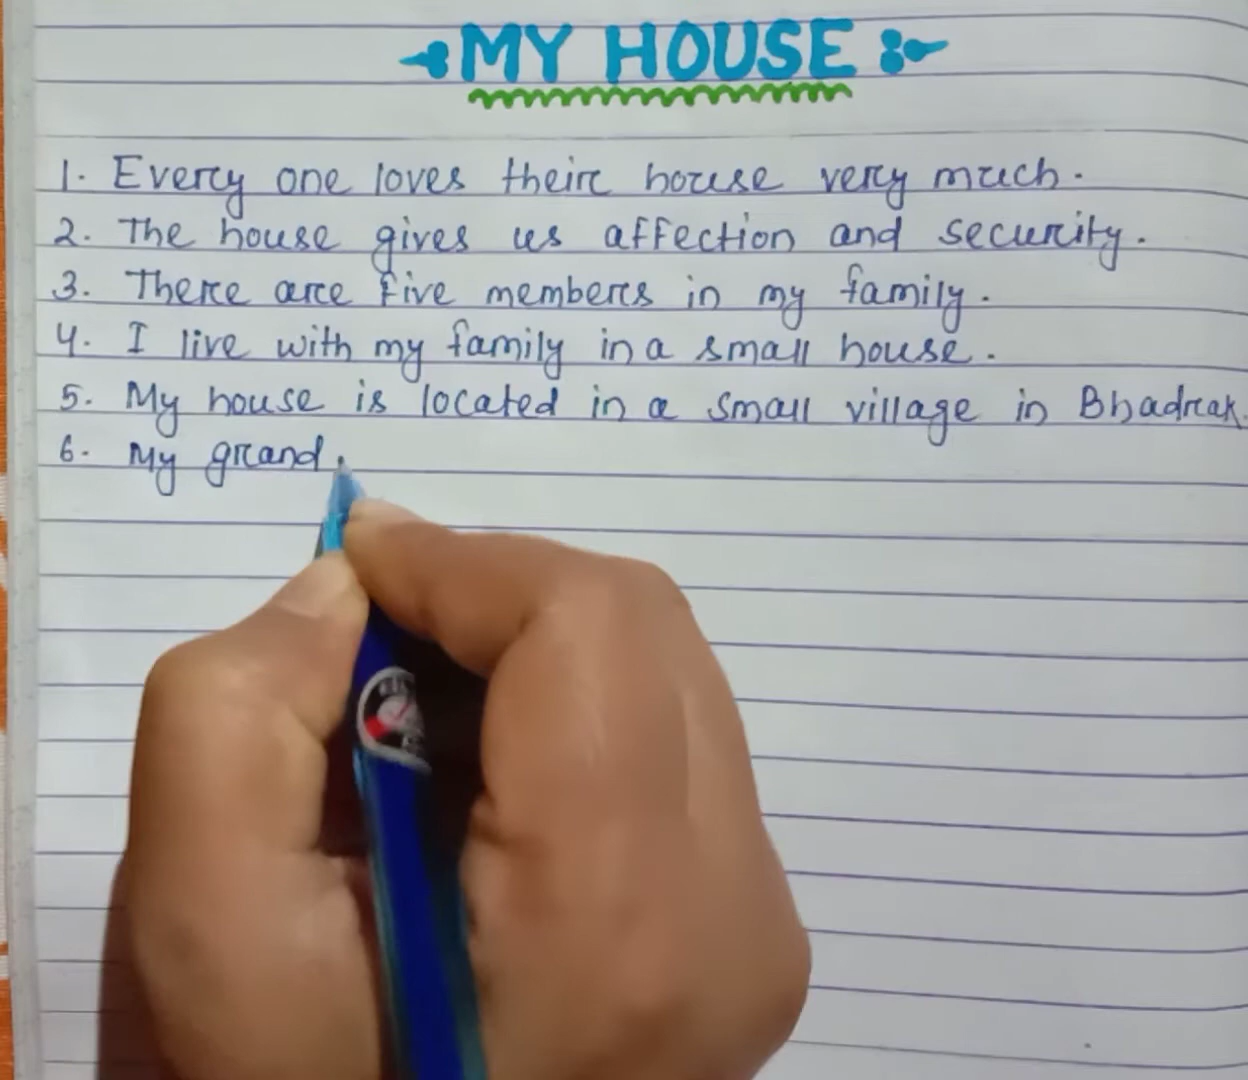 MY HOUSE
1. Every one loves their house very much.
2. The house gives us affection and security.
3. There are five members in my family.
4. I live with my family in a small house.
5. My house is located in a small village in Bhadrak.
6. My grand